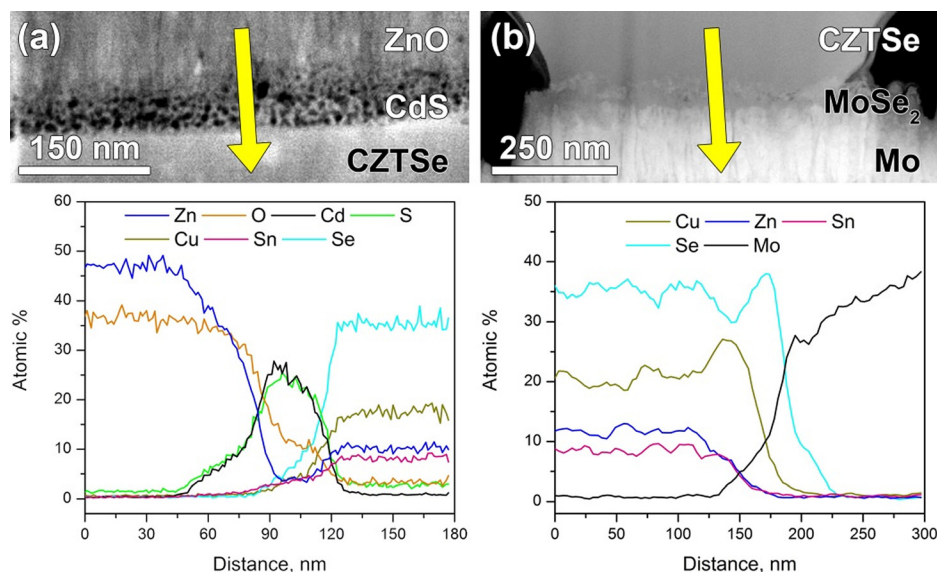 (a)
ZnO
CdS
150 nm
CZTSe
(b)
CZTSe
MoSe₂
250 nm
Mo
60
50
40
30
20
10
0
Atomic %
Zn O Cd S
Cu Sn Se
0 30 60 90 120 150 180
Distance, nm
50
40
30
20
10
0
Atomic %
Cu Zn Sn
Se Mo
0 50 100 150 200 250 300
Distance, nm